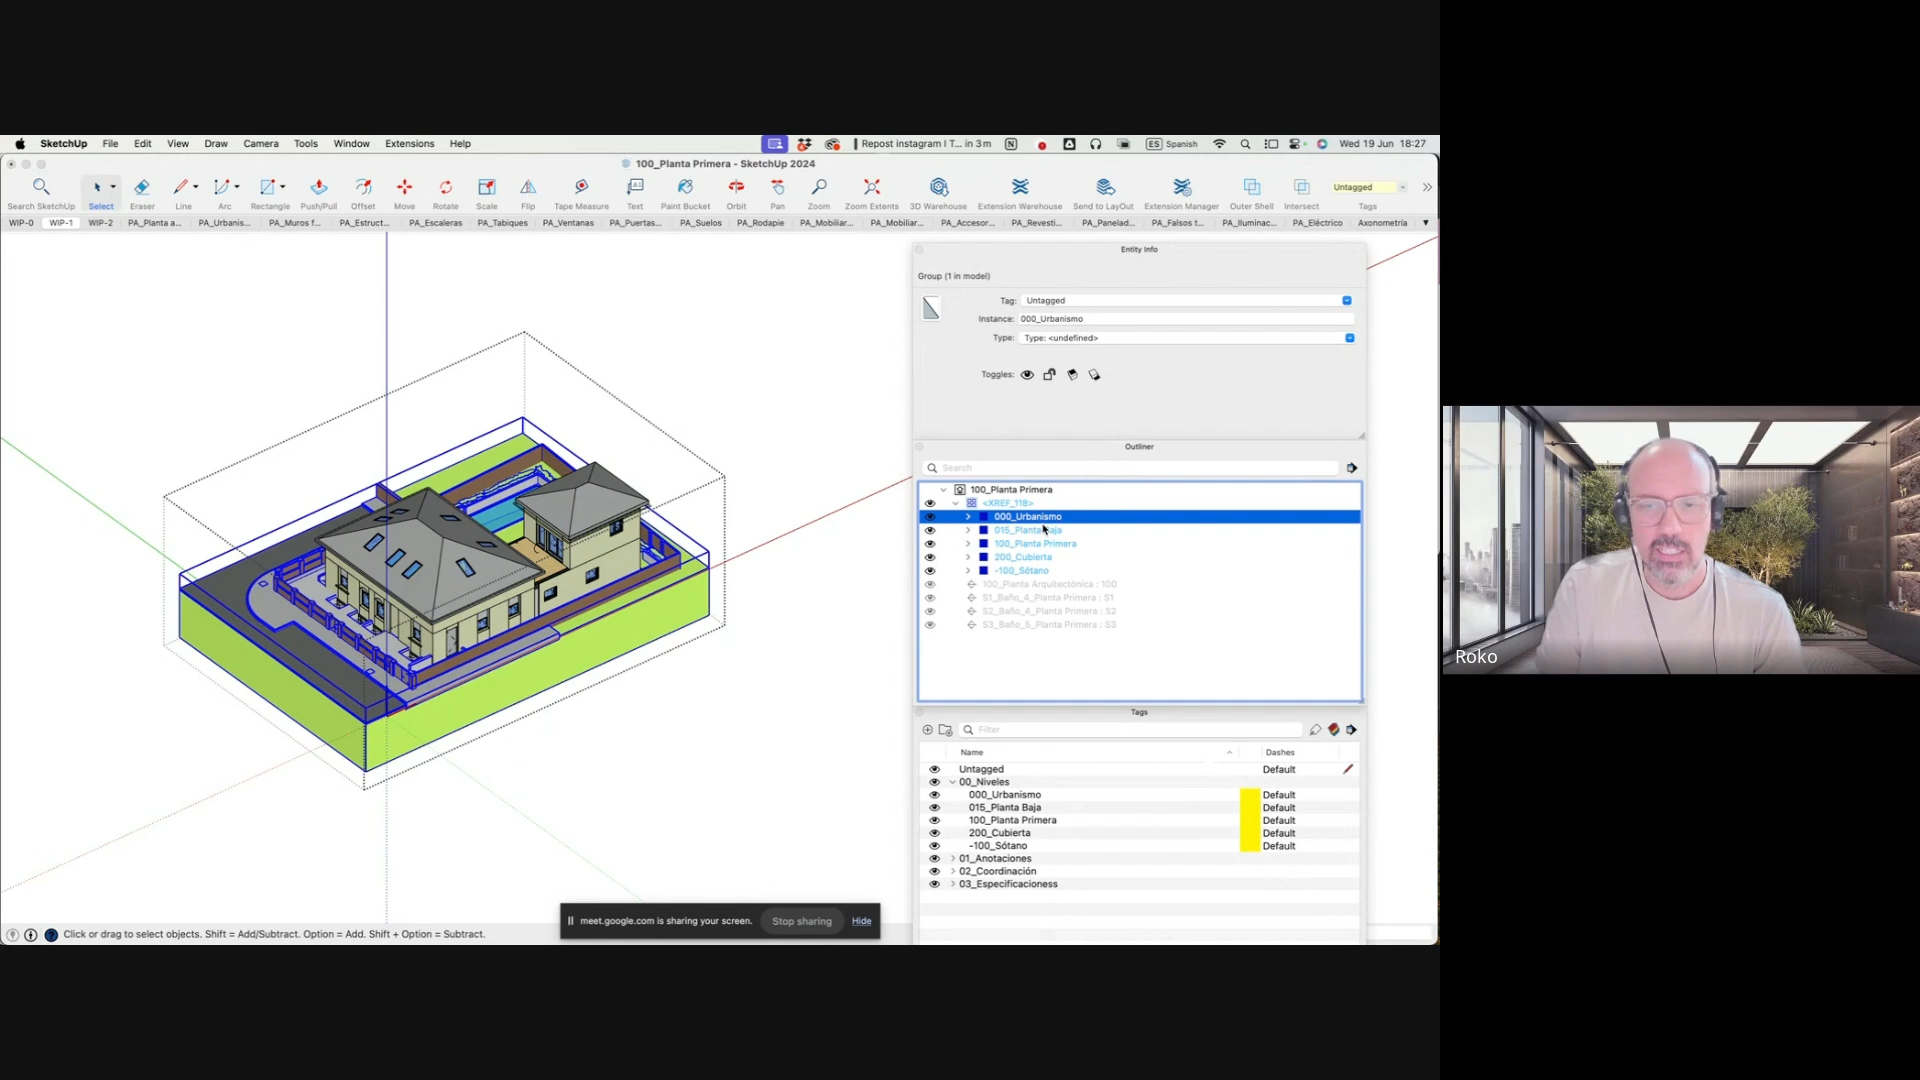 SketchUp File Edit View Draw Camera Tools Window Extensions Help
Repost instagram I T... in 3 m ES Spanish Wed 19 Jun 18:27
100_Planta Primera - SketchUp 2024
Search SketchUp Select Eraser Line Arc Rectangle Push/Pull Offset Move Rotate Scale Flip Tape Measure Text Paint Bucket Orbit Pan Zoom Zoom Extents 3D Warehouse Extension Warehouse Send to LayOut Extension Manager Outer Shell Intersect Untagged Tags
WIP-0 WIP-1 WIP-2 PA_Planta a... PA_Urbanis... PA_Muros f... PA_Estruct... PA_Escaleras PA_Tabiques PA_Ventanas PA_Puertas... PA_Suelos PA_Rodapie PA_Mobiliar... PA_Mobiliar... PA_Accesor... PA_Revesti... PA_Panelad... PA_Falsos t... PA_Iluminac... PA_Eléctrico Axonometría
Entity Info
Group (1 in model)
Tag: Untagged
Instance: 000_Urbanismo
Type: Type: <undefined>
Toggles:
Outliner
Search
100_Planta Primera
<XREF_118>
000_Urbanismo
015_Planta Baja
100_Planta Primera
200_Cubierta
-100_Sótano
100_Planta Arquitectónica : 100
S1_Baño_4_Planta Primera : S1
S2_Baño_4_Planta Primera : S2
S3_Baño_5_Planta Primera : S3
Tags
Filter
Name Dashes
Untagged Default
00_Niveles
000_Urbanismo Default
015_Planta Baja Default
100_Planta Primera Default
200_Cubierta Default
-100_Sótano Default
01_Anotaciones
02_Coordinación
03_Especificacioness
meet.google.com is sharing your screen. Stop sharing Hide
Click or drag to select objects. Shift = Add/Subtract. Option = Add. Shift + Option = Subtract.
Roko